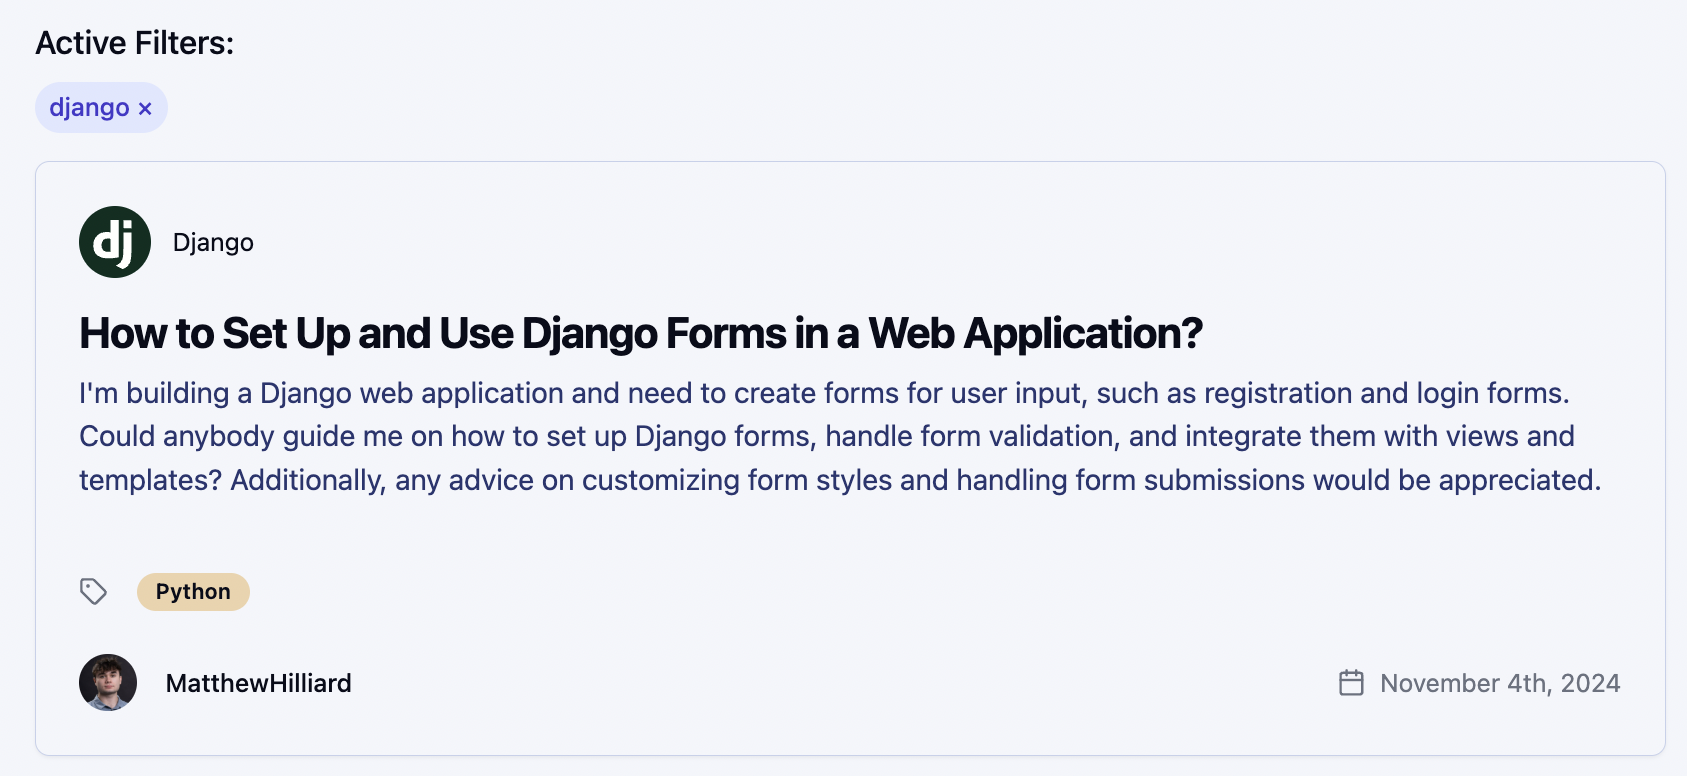 Active Filters:
django ×
dj
Django
How to Set Up and Use Django Forms in a Web Application?
I'm building a Django web application and need to create forms for user input, such as registration and login forms.
Could anybody guide me on how to set up Django forms, handle form validation, and integrate them with views and
templates? Additionally, any advice on customizing form styles and handling form submissions would be appreciated.
Python
MatthewHilliard
November 4th, 2024